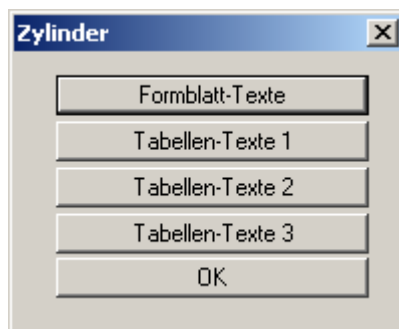 Zylinder
Formblatt-Texte
Tabellen-Texte 1
Tabellen-Texte 2
Tabellen-Texte 3
OK